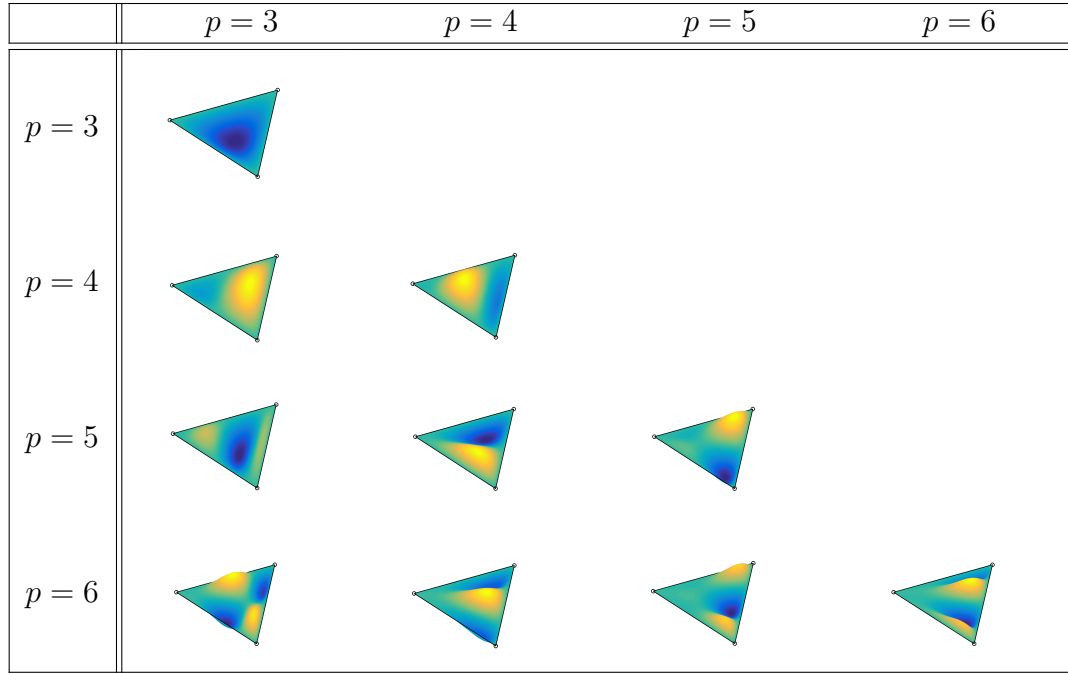 p = 3 p = 4 p = 5 p = 6
p = 3
p = 4
p = 5
p = 6